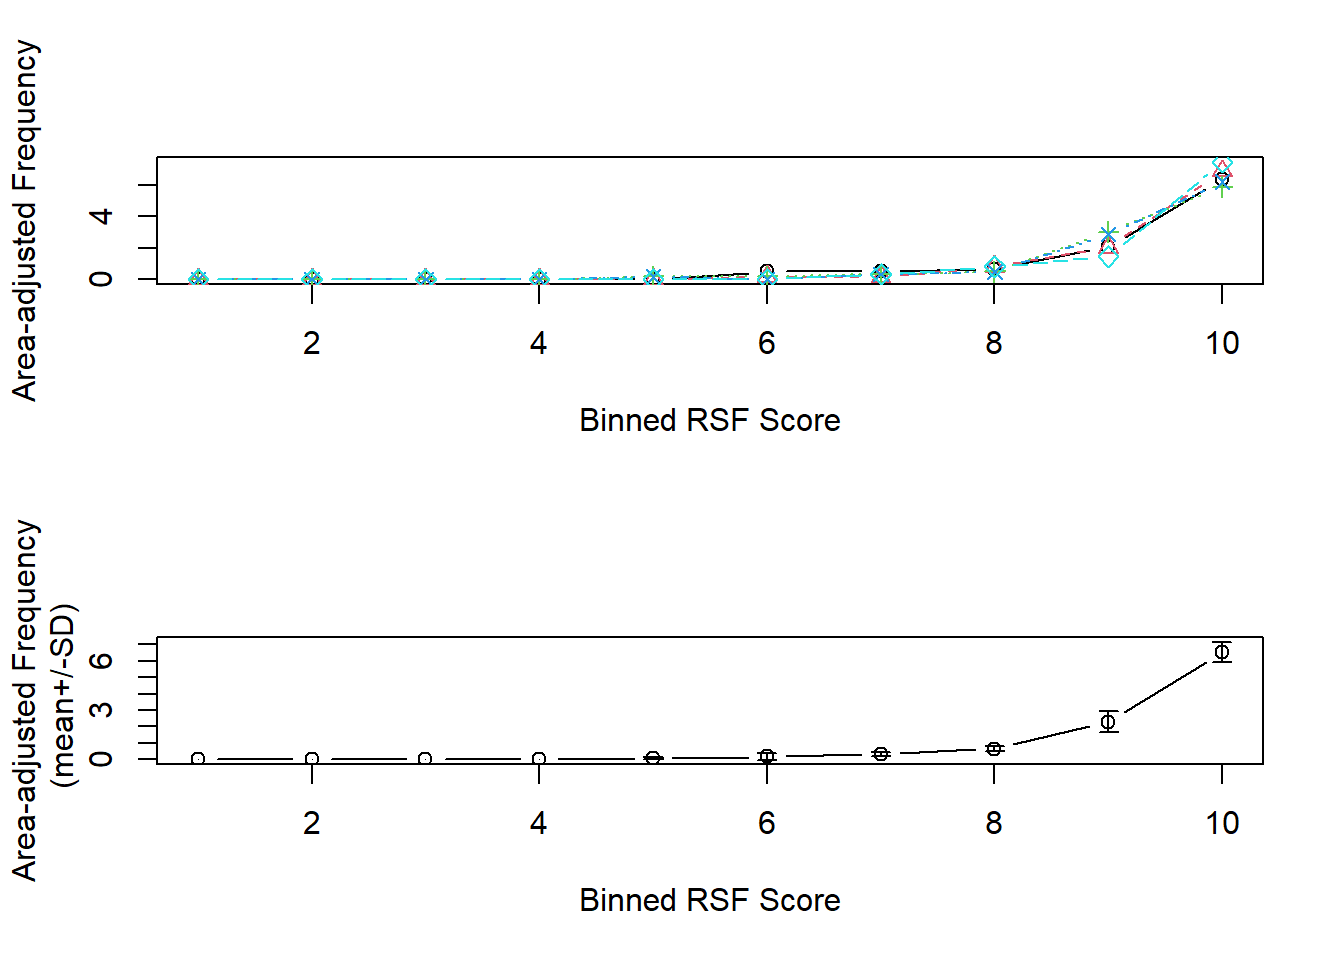 Area-adjusted Frequency
4
0
2 4 6 8 10
Binned RSF Score
Area-adjusted Frequency
(mean+/-SD)
6
3
0
2 4 6 8 10
Binned RSF Score